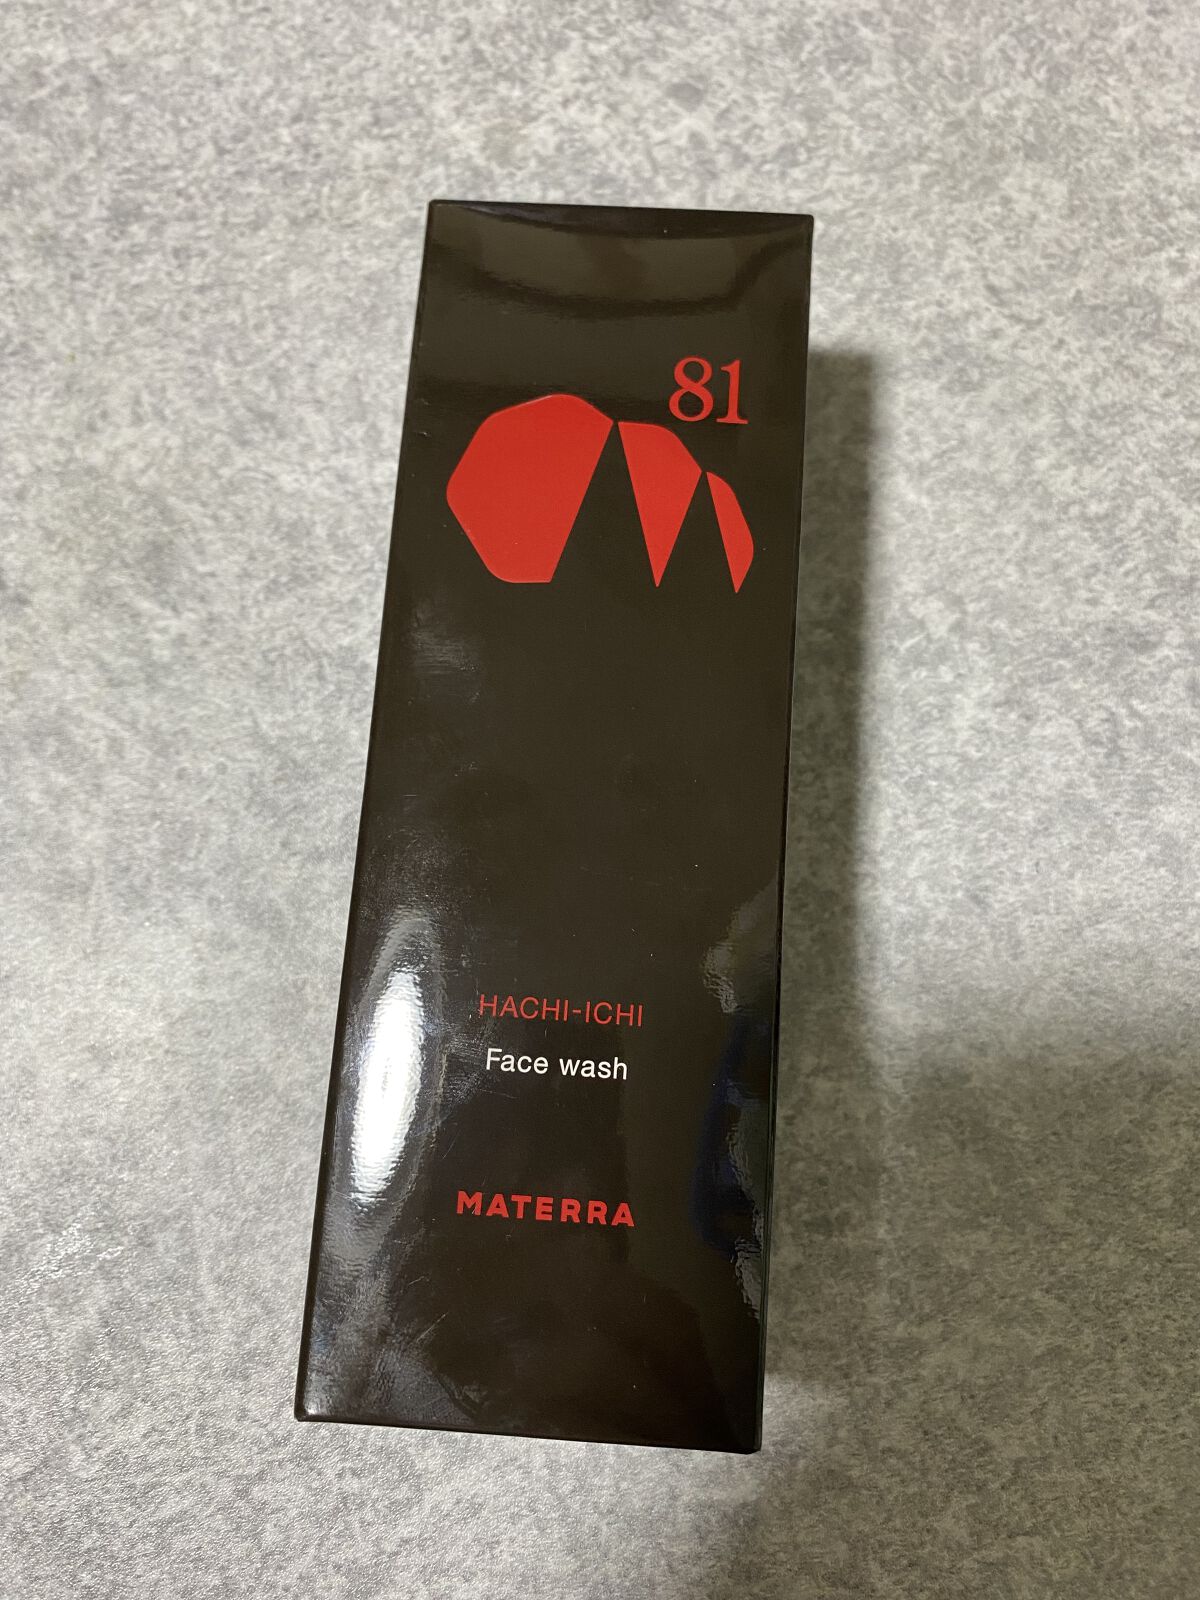 81
HACHI-ICHI
Face wash
MATERRA